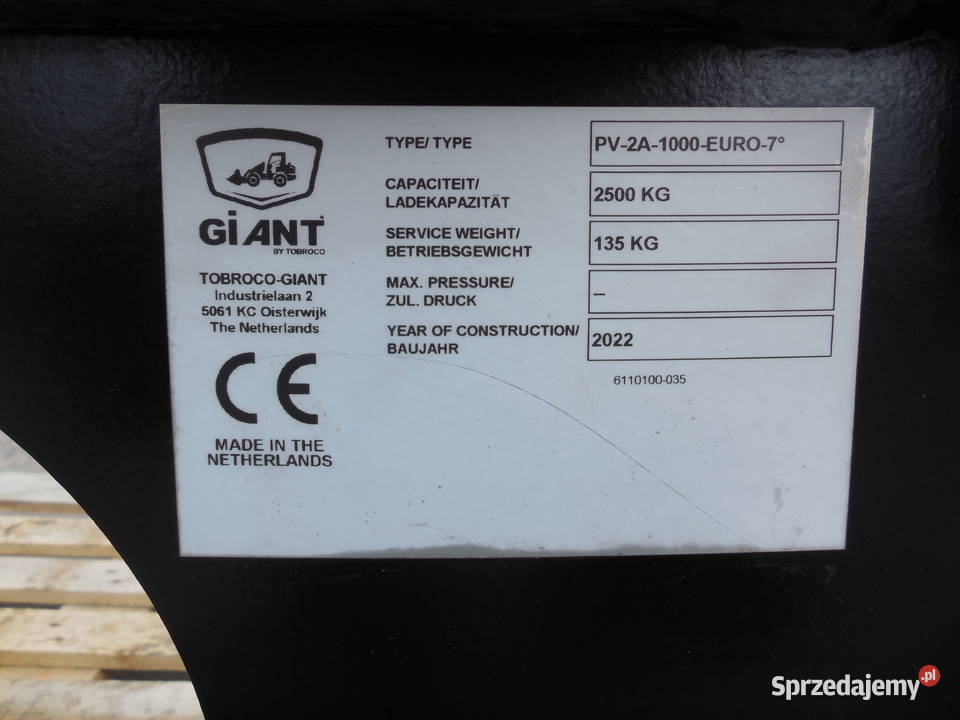 GiANT
BY TOBROCO
TOBROCO-GIANT
Industrielaan 2
5061 KC Oisterwijk
The Netherlands
CE
MADE IN THE
NETHERLANDS
TYPE/ TYPE
PV-2A-1000-EURO-7°
CAPACITEIT/
LADEKAPAZITÄT
2500 KG
SERVICE WEIGHT/
BETRIEBSGEWICHT
135 KG
MAX. PRESSURE/
ZUL. DRUCK
–
YEAR OF CONSTRUCTION/
BAUJAHR
2022
6110100-035
Sprzedajemy.pl